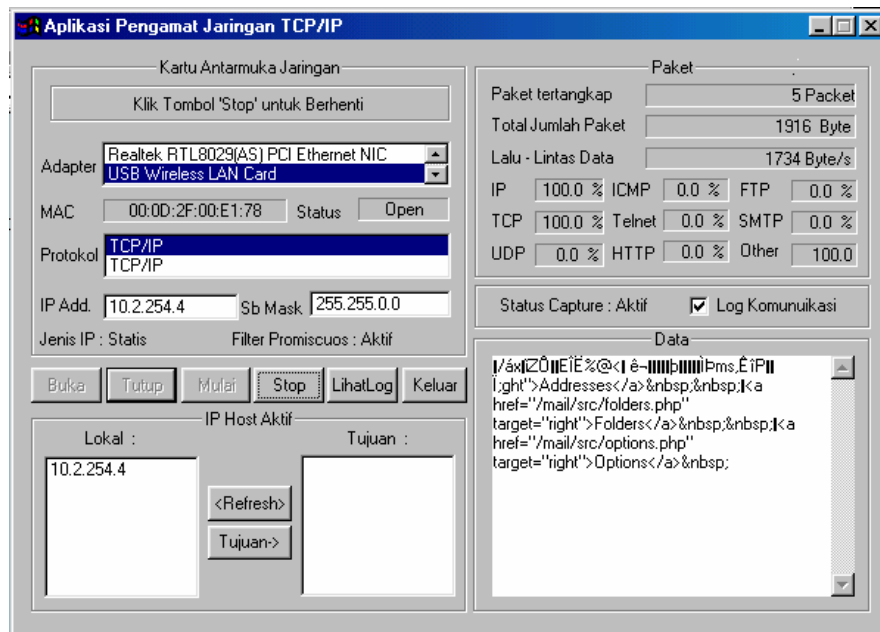 Aplikasi Pengamat Jaringan TCP/IP
Kartu Antarmuka Jaringan
Klik Tombol 'Stop' untuk Berhenti
Adapter
Realtek RTL8029(AS) PCI Ethernet NIC
USB Wireless LAN Card
MAC 00:0D:2F:00:E1:78 Status Open
Protokol
TCP/IP
TCP/IP
IP Add. 10.2.254.4 Sb Mask 255.255.0.0
Jenis IP : Statis Filter Promiscuos : Aktif
Buka Tutup Mulai Stop LihatLog Keluar
IP Host Aktif
Lokal : Tujuan :
10.2.254.4
<Refresh>
Tujuan->
Paket
Paket tertangkap 5 Packet
Total Jumlah Paket 1916 Byte
Lalu - Lintas Data 1734 Byte/s
IP 100.0 % ICMP 0.0 % FTP 0.0 %
TCP 100.0 % Telnet 0.0 % SMTP 0.0 %
UDP 0.0 % HTTP 0.0 % Other 100.0
Status Capture : Aktif Log Komunuikasi
Data
ght">Addresses</a>&nbsp;&nbsp;|<a
href="/mail/src/folders.php"
target="right">Folders</a>&nbsp;&nbsp;|<a
href="/mail/src/options.php"
target="right">Options</a>&nbsp;